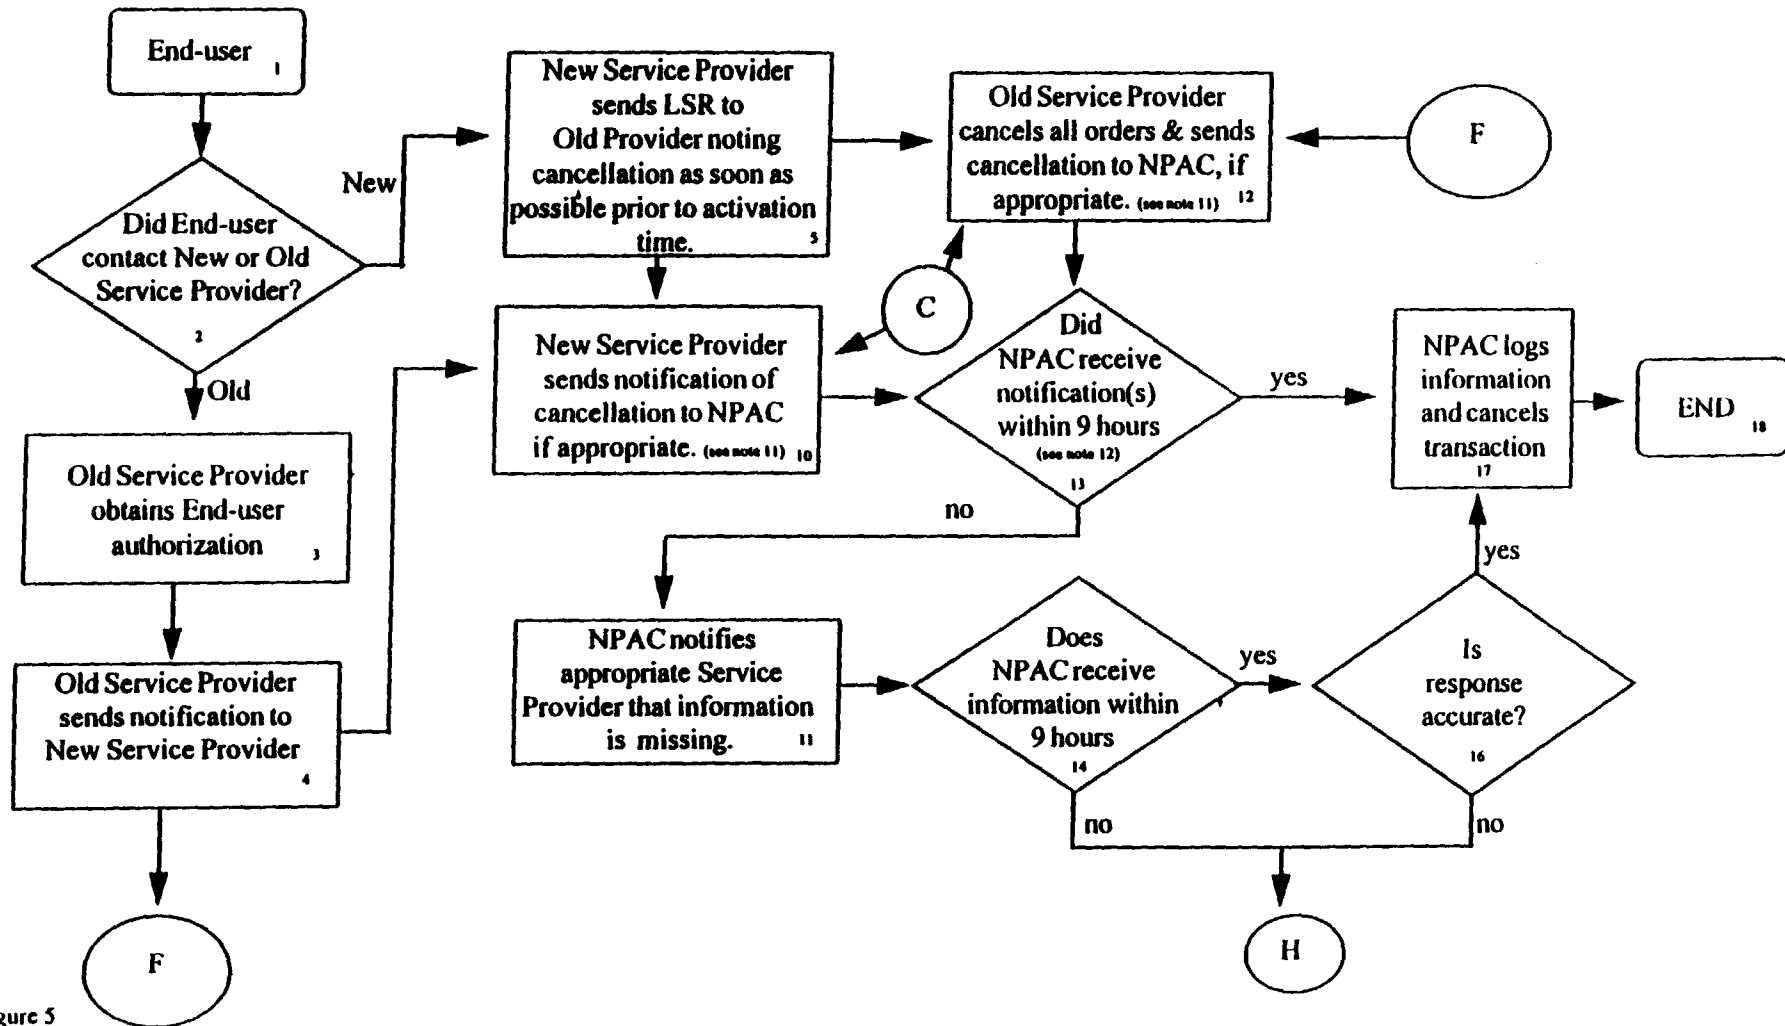 End-user
1
Did End-user
contact New or Old
Service Provider?
2
New
Old
Old Service Provider
obtains End-user
authorization
3
Old Service Provider
sends notification to
New Service Provider
4
F
New Service Provider
sends LSR to
Old Provider noting
cancellation as soon as
possible prior to activation
time.
5
New Service Provider
sends notification of
cancellation to NPAC
if appropriate. (see note 11) 10
C
Old Service Provider
cancels all orders & sends
cancellation to NPAC, if
appropriate. (see note 11) 12
F
Did
NPAC receive
notification(s)
within 9 hours
(see note 12)
13
yes
no
NPAC logs
information
and cancels
transaction
17
END
18
NPAC notifies
appropriate Service
Provider that information
is missing. 11
Does
NPAC receive
information within
9 hours
14
yes
no
Is
response
accurate?
16
yes
no
H
gure 5